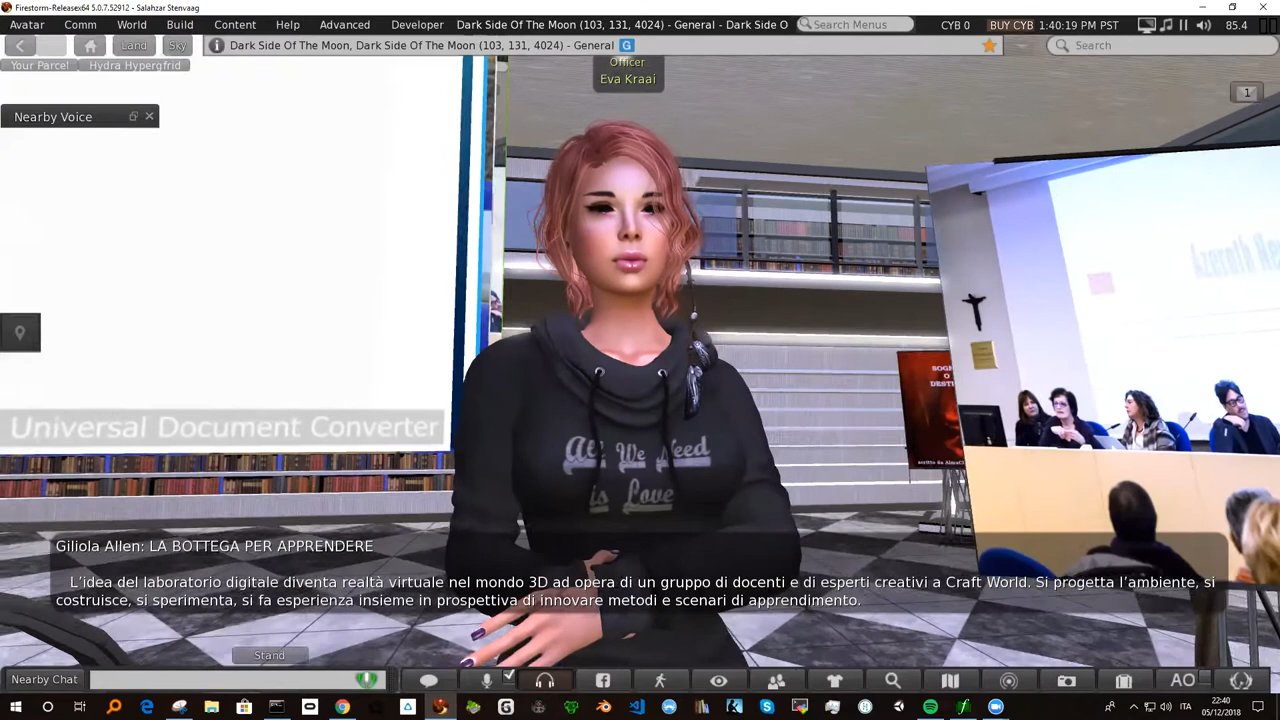 Firestorm-Releasex64 5.0.7.52912 - Salahzar Stenvaag
Avatar Comm World Build Content Help Advanced Developer Dark Side Of The Moon (103, 131, 4024) - General - Dark Side O Search Menus CYB 0 BUY CYB 1:40:19 PM PST 85.4
Land Sky Dark Side Of The Moon, Dark Side Of The Moon (103, 131, 4024) - General G Search
Your Parcel Hydra Hypergrid
Officer
Eva Kraai
1
Nearby Voice
Azeroth Ne
SOGN
O
DESTI
scritto da
Universal Document Converter
All We Need
is Love
Giliola Allen: LA BOTTEGA PER APPRENDERE
L’idea del laboratorio digitale diventa realtà virtuale nel mondo 3D ad opera di un gruppo di docenti e di esperti creativi a Craft World. Si progetta l’ambiente, si
costruisce, si sperimenta, si fa esperienza insieme in prospettiva di innovare metodi e scenari di apprendimento.
Stand
Nearby Chat AO
ITA
22:40
05/12/2018